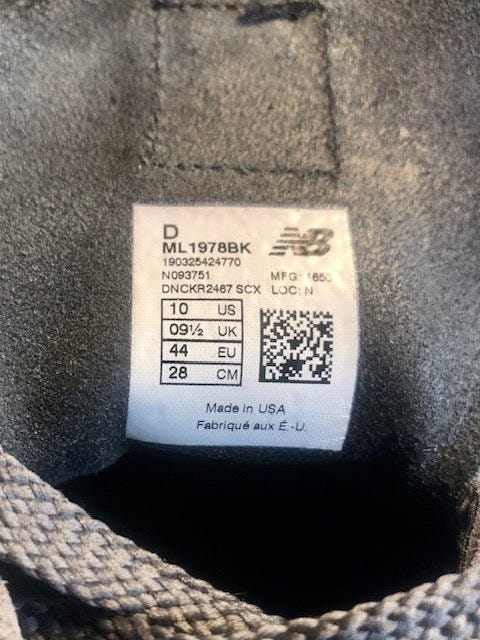 D
ML1978BK
NB
190325424770
N093751
MFG: 1650
DNCKR2467 SCX LOC: N
10 US
09½ UK
44 EU
28 CM
Made in USA
Fabriqué aux É.-U.